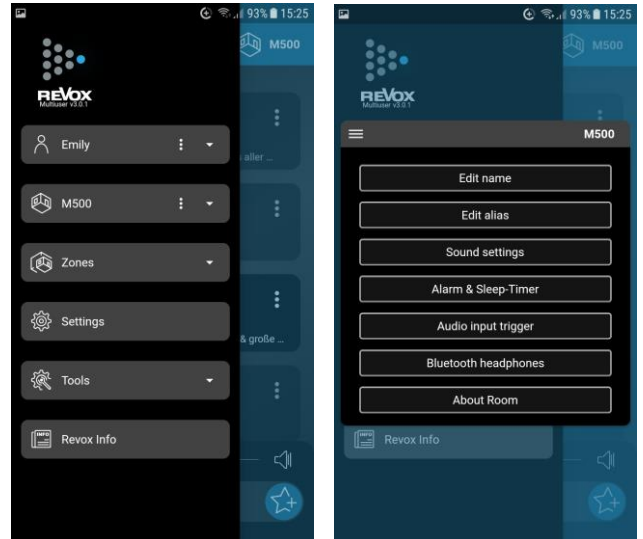 93% 15:25
M500
REVOX
Multiuser v3.0.1
Emily
s aller ...
M500
Zones
Settings
& große ...
Tools
INFO
Revox Info
93% 15:25
M500
REVOX
Multiuser v3.0.1
M500
Edit name
Edit alias
Sound settings
Alarm & Sleep-Timer
Audio input trigger
Bluetooth headphones
About Room
INFO
Revox Info